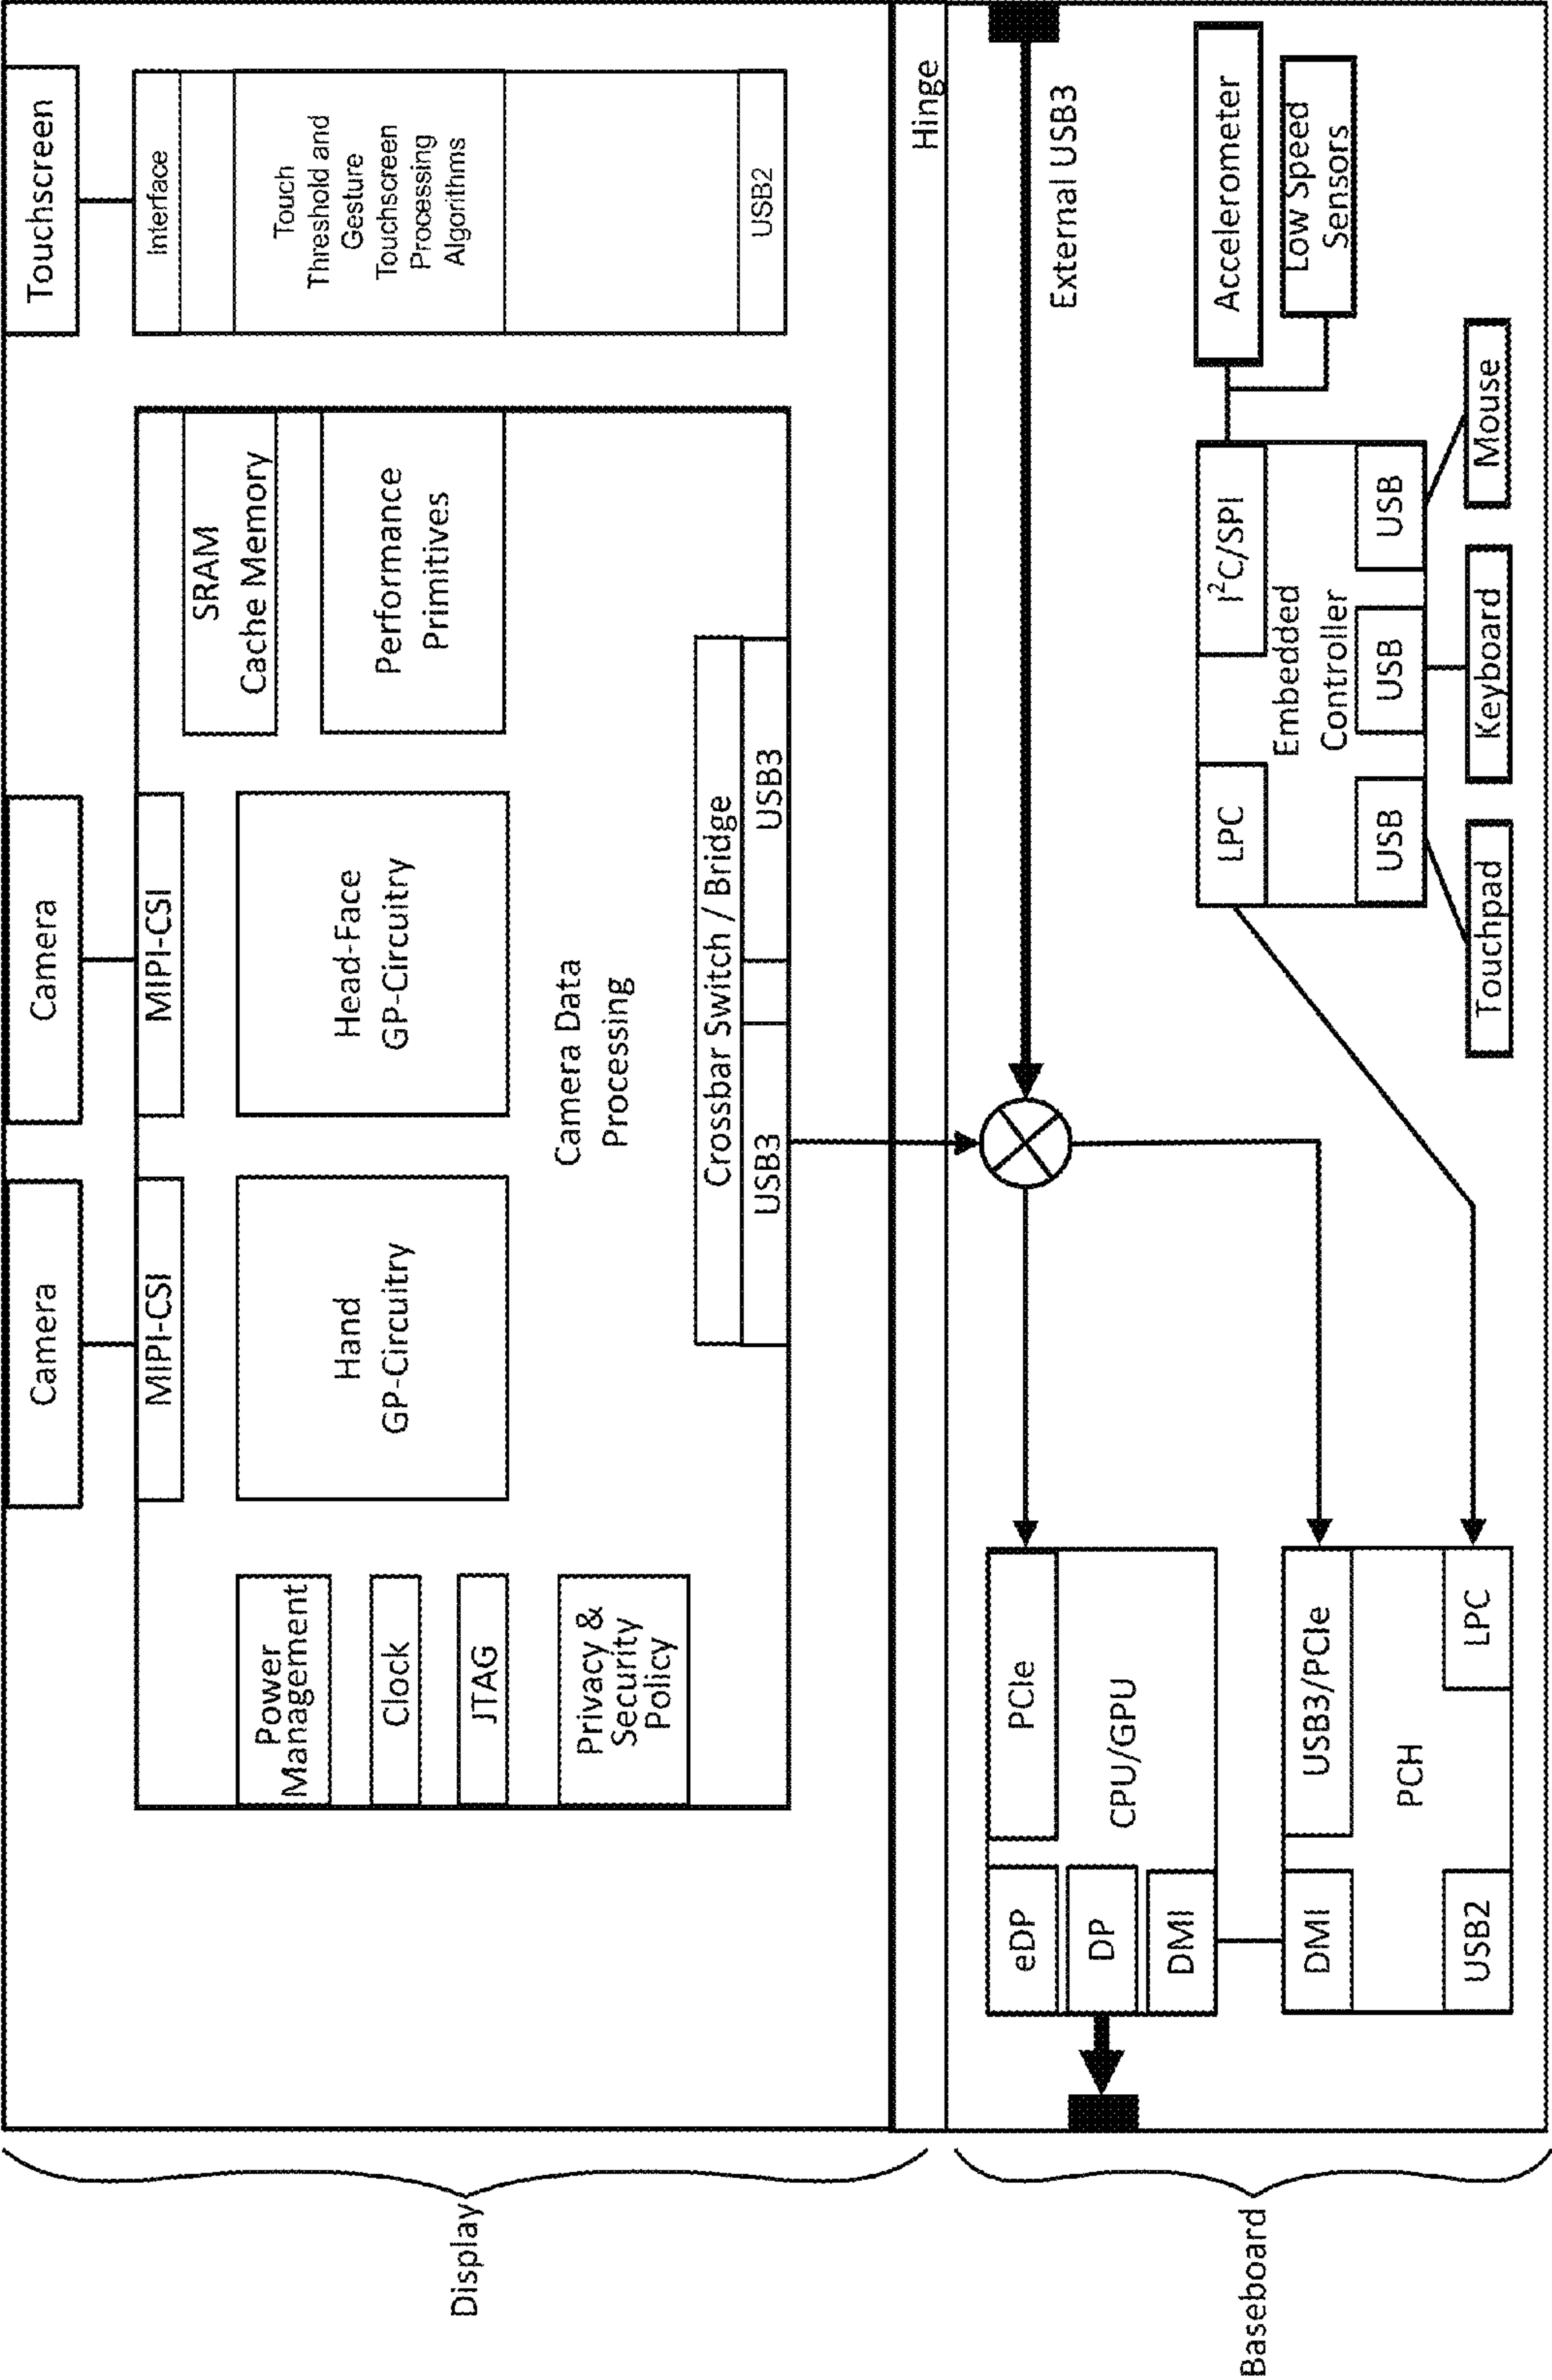 Display
Camera
Camera
Touchscreen
MIPI-CSI
MIPI-CSI
Interface
Power
Management
Clock
JTAG
Privacy &
Security
Policy
Hand
GP-Circuitry
Head-Face
GP-Circuitry
SRAM
Cache Memory
Performance
Primitives
Camera Data
Processing
Crossbar Switch / Bridge
USB3
USB3
Touch
Threshold and
Gesture
Touchscreen
Processing
Algorithms
USB2
Hinge
Baseboard
External USB3
eDP
DP
DMI
PCIe
CPU/GPU
DMI
USB3/PCIe
PCH
USB2
LPC
LPC
I²C/SPI
Embedded
Controller
USB
USB
USB
Accelerometer
Low Speed
Sensors
Touchpad
Keyboard
Mouse